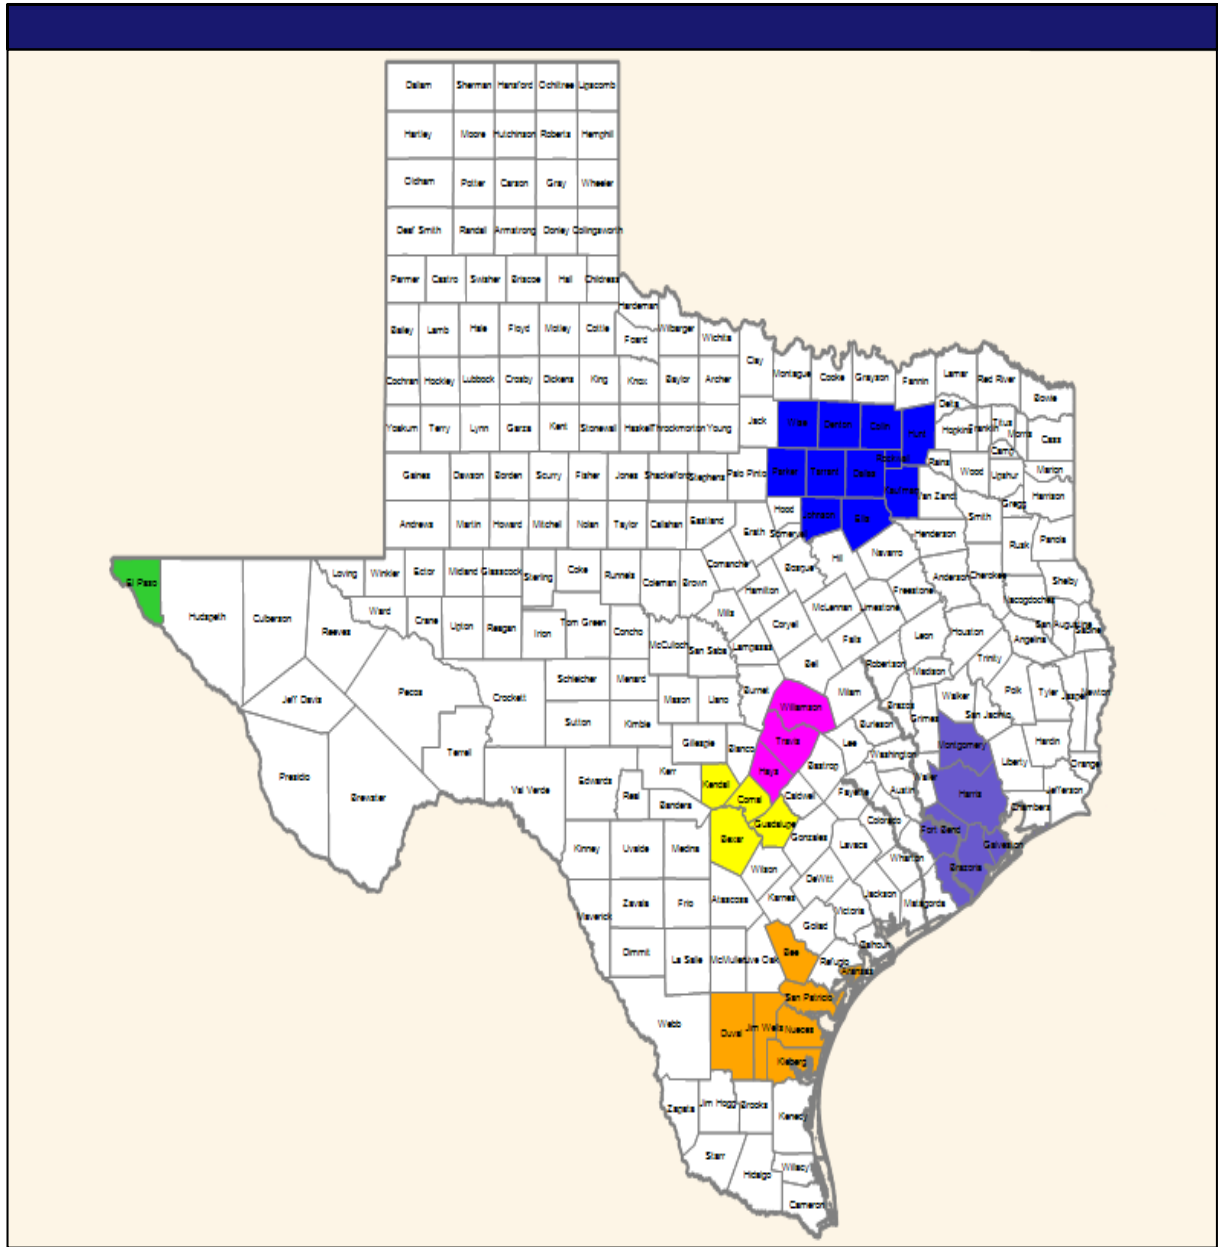 Dallam Sherman Hansford Ochiltree Lipscomb
Hartley Moore Hutchinson Roberts Hemphill
Oldham Potter Carson Gray Wheeler
Deaf Smith Randall Armstrong Donley Collingsworth
Parmer Castro Swisher Briscoe Hall Childress
Hardeman
Bailey Lamb Hale Floyd Motley Cottle Foard Wilbarger Wichita
Clay Montague Cooke Grayson Fannin Lamar Red River Bowie
Cochran Hockley Lubbock Crosby Dickens King Knox Baylor Archer
Delta
Yoakum Terry Lynn Garza Kent Stonewall Haskell Throckmorton Young Jack Wise Denton Collin Hunt Hopkins Franklin Titus Morris Cass
Camp
Rockwall Rains
Gaines Dawson Borden Scurry Fisher Jones Shackelford Stephens Palo Pinto Parker Tarrant Dallas Wood Upshur Marion
Kaufman Van Zandt Harrison
Gregg
Andrews Martin Howard Mitchell Nolan Taylor Callahan Eastland Hood Johnson Ellis Smith
Erath Somervell Henderson Rusk Panola
El Paso Hudspeth Culberson Loving Winkler Ector Midland Glasscock Sterling Coke Runnels Coleman Brown Comanche Bosque Hill Navarro
Anderson Cherokee Shelby
Reeves Ward Crane Upton Reagan Irion Tom Green Concho Mills Hamilton McLennan Limestone Freestone Nacogdoches
McCulloch San Saba Lampasas Coryell Falls Leon Houston Angelina San Augustine Sabine
Jeff Davis Pecos Crockett Schleicher Menard Mason Llano Burnet Bell Robertson Madison Trinity
Williamson Milam Brazos Grimes Walker San Jacinto Polk Tyler Jasper Newton
Presidio Brewster Terrell Sutton Kimble Gillespie Blanco Travis Lee Burleson Washington Montgomery Liberty Hardin Orange
Val Verde Edwards Real Kerr Bandera Kendall Comal Hays Bastrop Caldwell Fayette Austin Waller Harris Chambers Jefferson
Kinney Uvalde Medina Bexar Guadalupe Gonzales Lavaca Colorado Wharton Fort Bend Brazoria Galveston
Maverick Zavala Frio Atascosa Wilson Karnes DeWitt Victoria Jackson Matagorda
Dimmit La Salle McMullen Live Oak Bee Goliad Refugio Calhoun Aransas
Webb Duval Jim Wells San Patricio Nueces
Kleberg
Zapata Jim Hogg Brooks Kenedy
Starr Hidalgo Willacy
Cameron